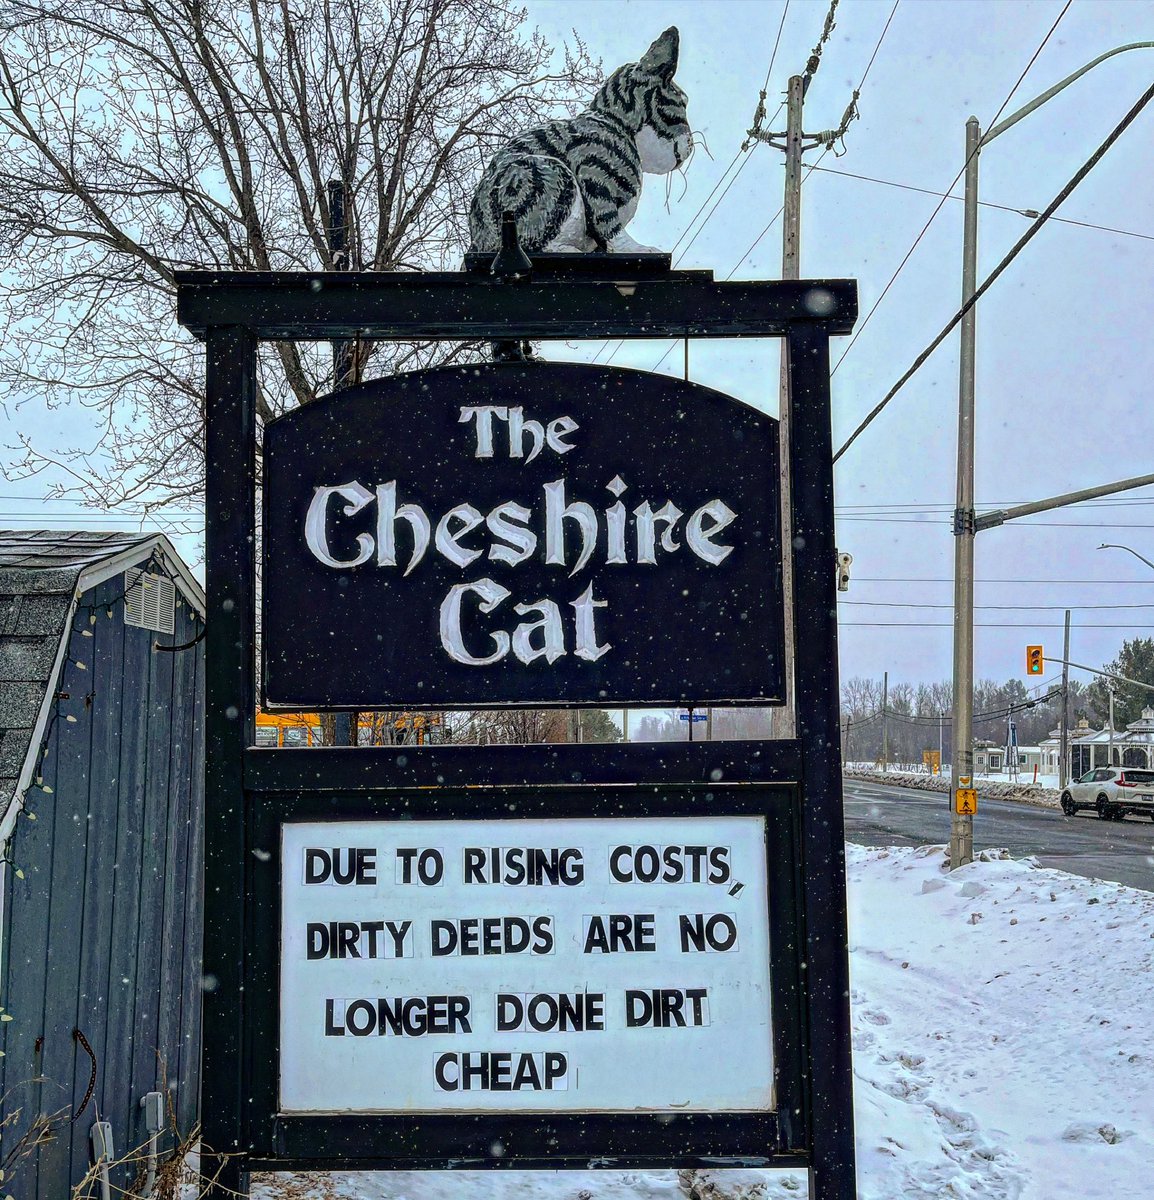 The
Cheshire
Cat
DUE TO RISING COSTS,
DIRTY DEEDS ARE NO
LONGER DONE DIRT
CHEAP